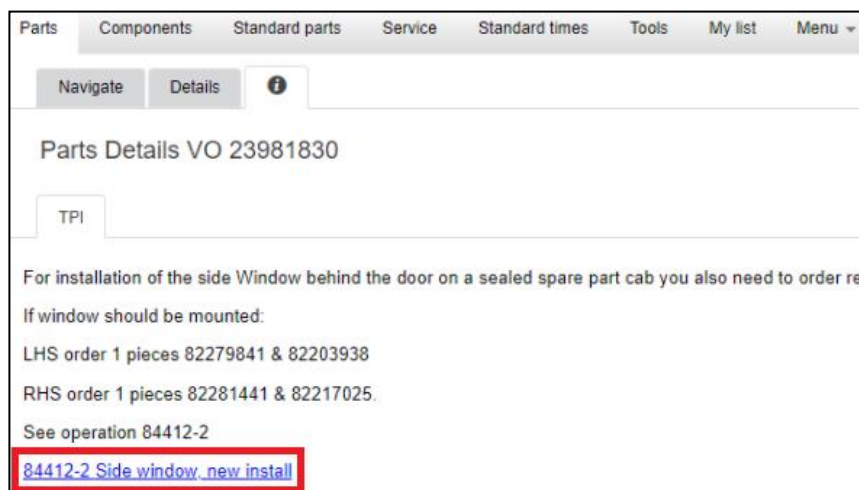 Parts Components Standard parts Service Standard times Tools My list Menu
Navigate Details
Parts Details VO 23981830
TPI
For installation of the side Window behind the door on a sealed spare part cab you also need to order re
If window should be mounted:
LHS order 1 pieces 82279841 & 82203938
RHS order 1 pieces 82281441 & 82217025.
See operation 84412-2
84412-2 Side window, new install